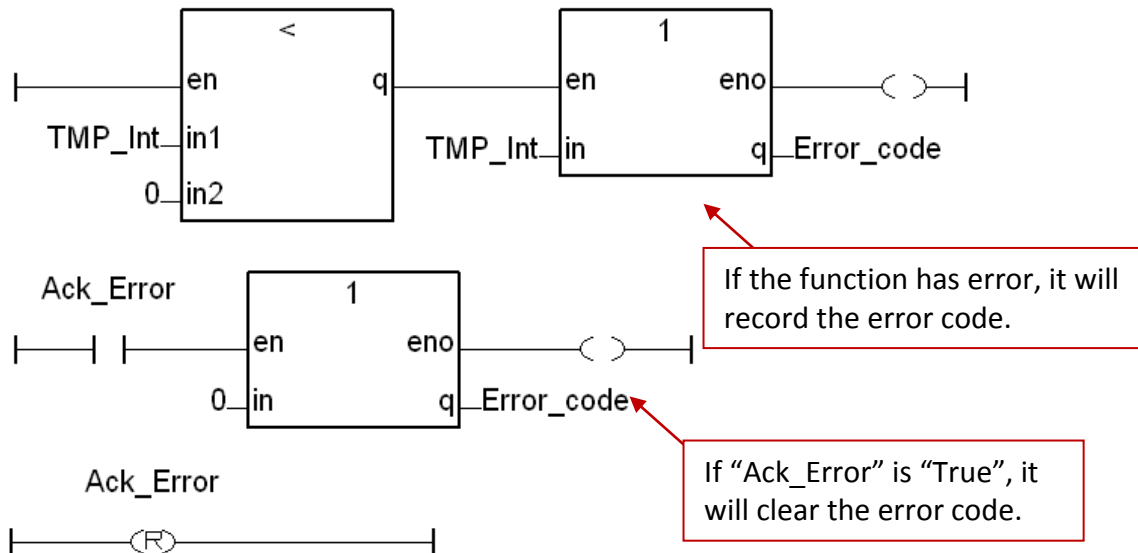 < 1
en q en eno
TMP_Int in1 TMP_Int in q Error_code
0 in2
If the function has error, it will
record the error code.
Ack_Error 1
en eno
0 in q Error_code
If “Ack_Error” is “True”, it
will clear the error code.
Ack_Error
R